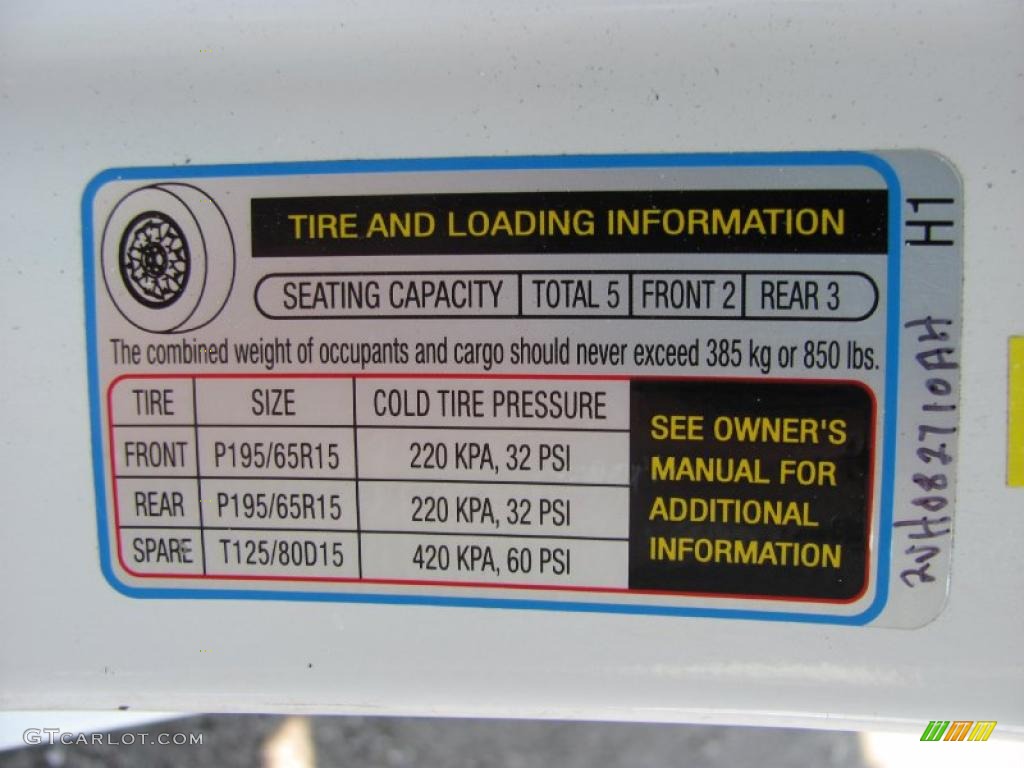 TIRE AND LOADING INFORMATION
SEATING CAPACITY TOTAL 5 FRONT 2 REAR 3
The combined weight of occupants and cargo should never exceed 385 kg or 850 lbs.
TIRE SIZE COLD TIRE PRESSURE
FRONT P195/65R15 220 KPA, 32 PSI
REAR P195/65R15 220 KPA, 32 PSI
SPARE T125/80D15 420 KPA, 60 PSI
SEE OWNER'S
MANUAL FOR
ADDITIONAL
INFORMATION
H1
2VH082710AH
GTCARLOT.COM